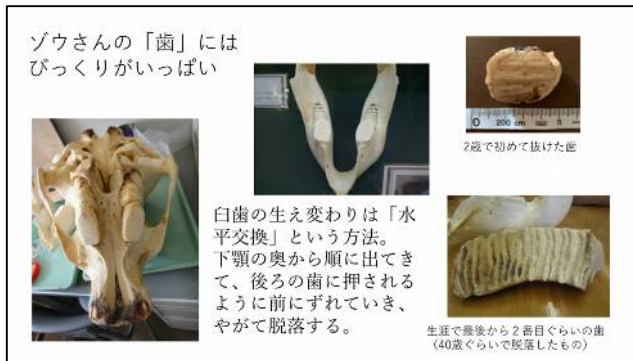 ゾウさんの「歯」には
びっくりがいっぱい
0 200 cm 5
2歳で初めて抜けた歯
臼歯の生え変わりは「水
平交換」という方法。
下顎の奥から順に出てき
て、後ろの歯に押される
ように前にずれていき、
やがて脱落する。
生涯で最後から2番目ぐらいの歯
(40歳ぐらいで脱落したもの)